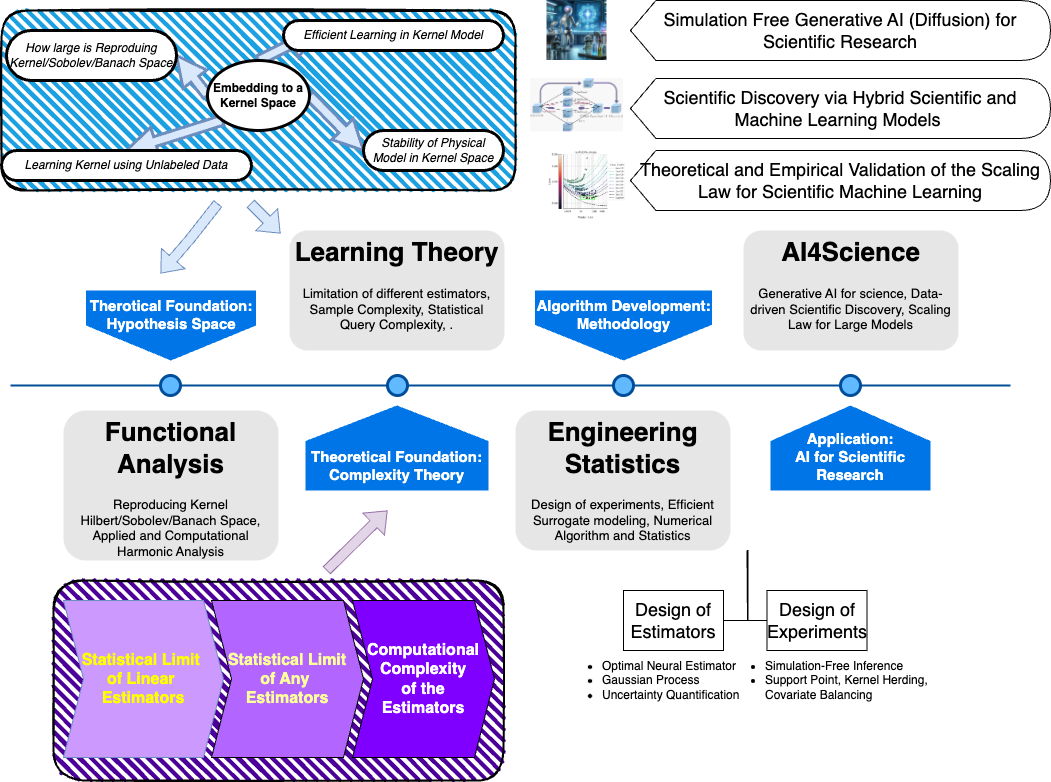 How large is Reproduing
Kernel/Sobolev/Banach Space
Efficient Learning in Kernel Model
Embedding to a
Kernel Space
Learning Kernel using Unlabeled Data
Stability of Physical
Model in Kernel Space
Simulation Free Generative AI (Diffusion) for
Scientific Research
Scientific Discovery via Hybrid Scientific and
Machine Learning Models
Theoretical and Empirical Validation of the Scaling
Law for Scientific Machine Learning
Therotical Foundation:
Hypothesis Space
Learning Theory
Limitation of different estimators,
Sample Complexity, Statistical
Query Complexity, .
Algorithm Development:
Methodology
AI4Science
Generative AI for science, Data-
driven Scientific Discovery, Scaling
Law for Large Models
Functional
Analysis
Reproducing Kernel
Hilbert/Sobolev/Banach Space,
Applied and Computational
Harmonic Analysis
Theoretical Foundation:
Complexity Theory
Engineering
Statistics
Design of experiments, Efficient
Surrogate modeling, Numerical
Algorithm and Statistics
Application:
AI for Scientific
Research
Statistical Limit
of Linear
Estimators
Statistical Limit
of Any
Estimators
Computational
Complexity
of the
Estimators
Design of
Estimators
• Optimal Neural Estimator
• Gaussian Process
• Uncertainty Quantification
Design of
Experiments
• Simulation-Free Inference
• Support Point, Kernel Herding,
Covariate Balancing